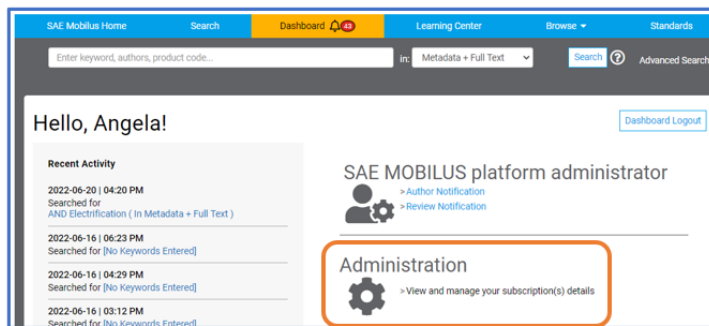 SAE Mobilus Home Search Dashboard 43 Learning Center Browse Standards
Enter keyword, authors, product code... in: Metadata + Full Text Search ? Advanced Search
Hello, Angela!
Dashboard Logout
Recent Activity
2022-06-20 | 04:20 PM
Searched for
AND Electrification ( In Metadata + Full Text )
2022-06-16 | 06:23 PM
Searched for [No Keywords Entered]
2022-06-16 | 04:29 PM
Searched for [No Keywords Entered]
2022-06-16 | 03:12 PM
Searched for [No Keywords Entered]
SAE MOBILUS platform administrator
> Author Notification
> Review Notification
Administration
> View and manage your subscription(s) details